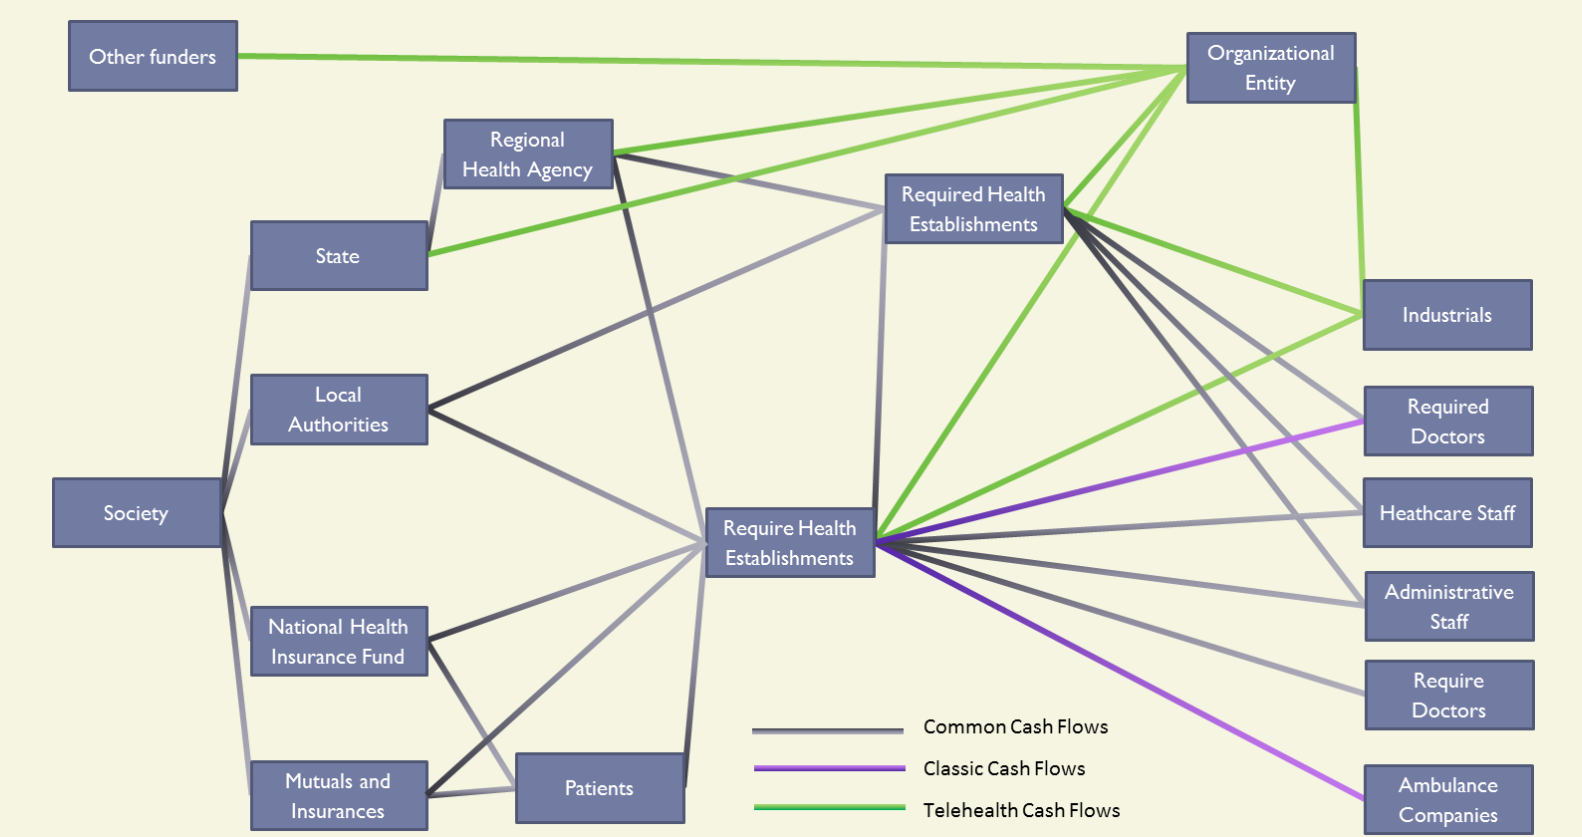 Other funders
Organizational
Entity
Regional
Health Agency
Required Health
Establishments
State
Industrials
Local
Authorities
Required
Doctors
Society
Heathcare Staff
Require Health
Establishments
Administrative
Staff
National Health
Insurance Fund
Require
Doctors
Common Cash Flows
Classic Cash Flows
Telehealth Cash Flows
Mutuals and
Insurances
Patients
Ambulance
Companies